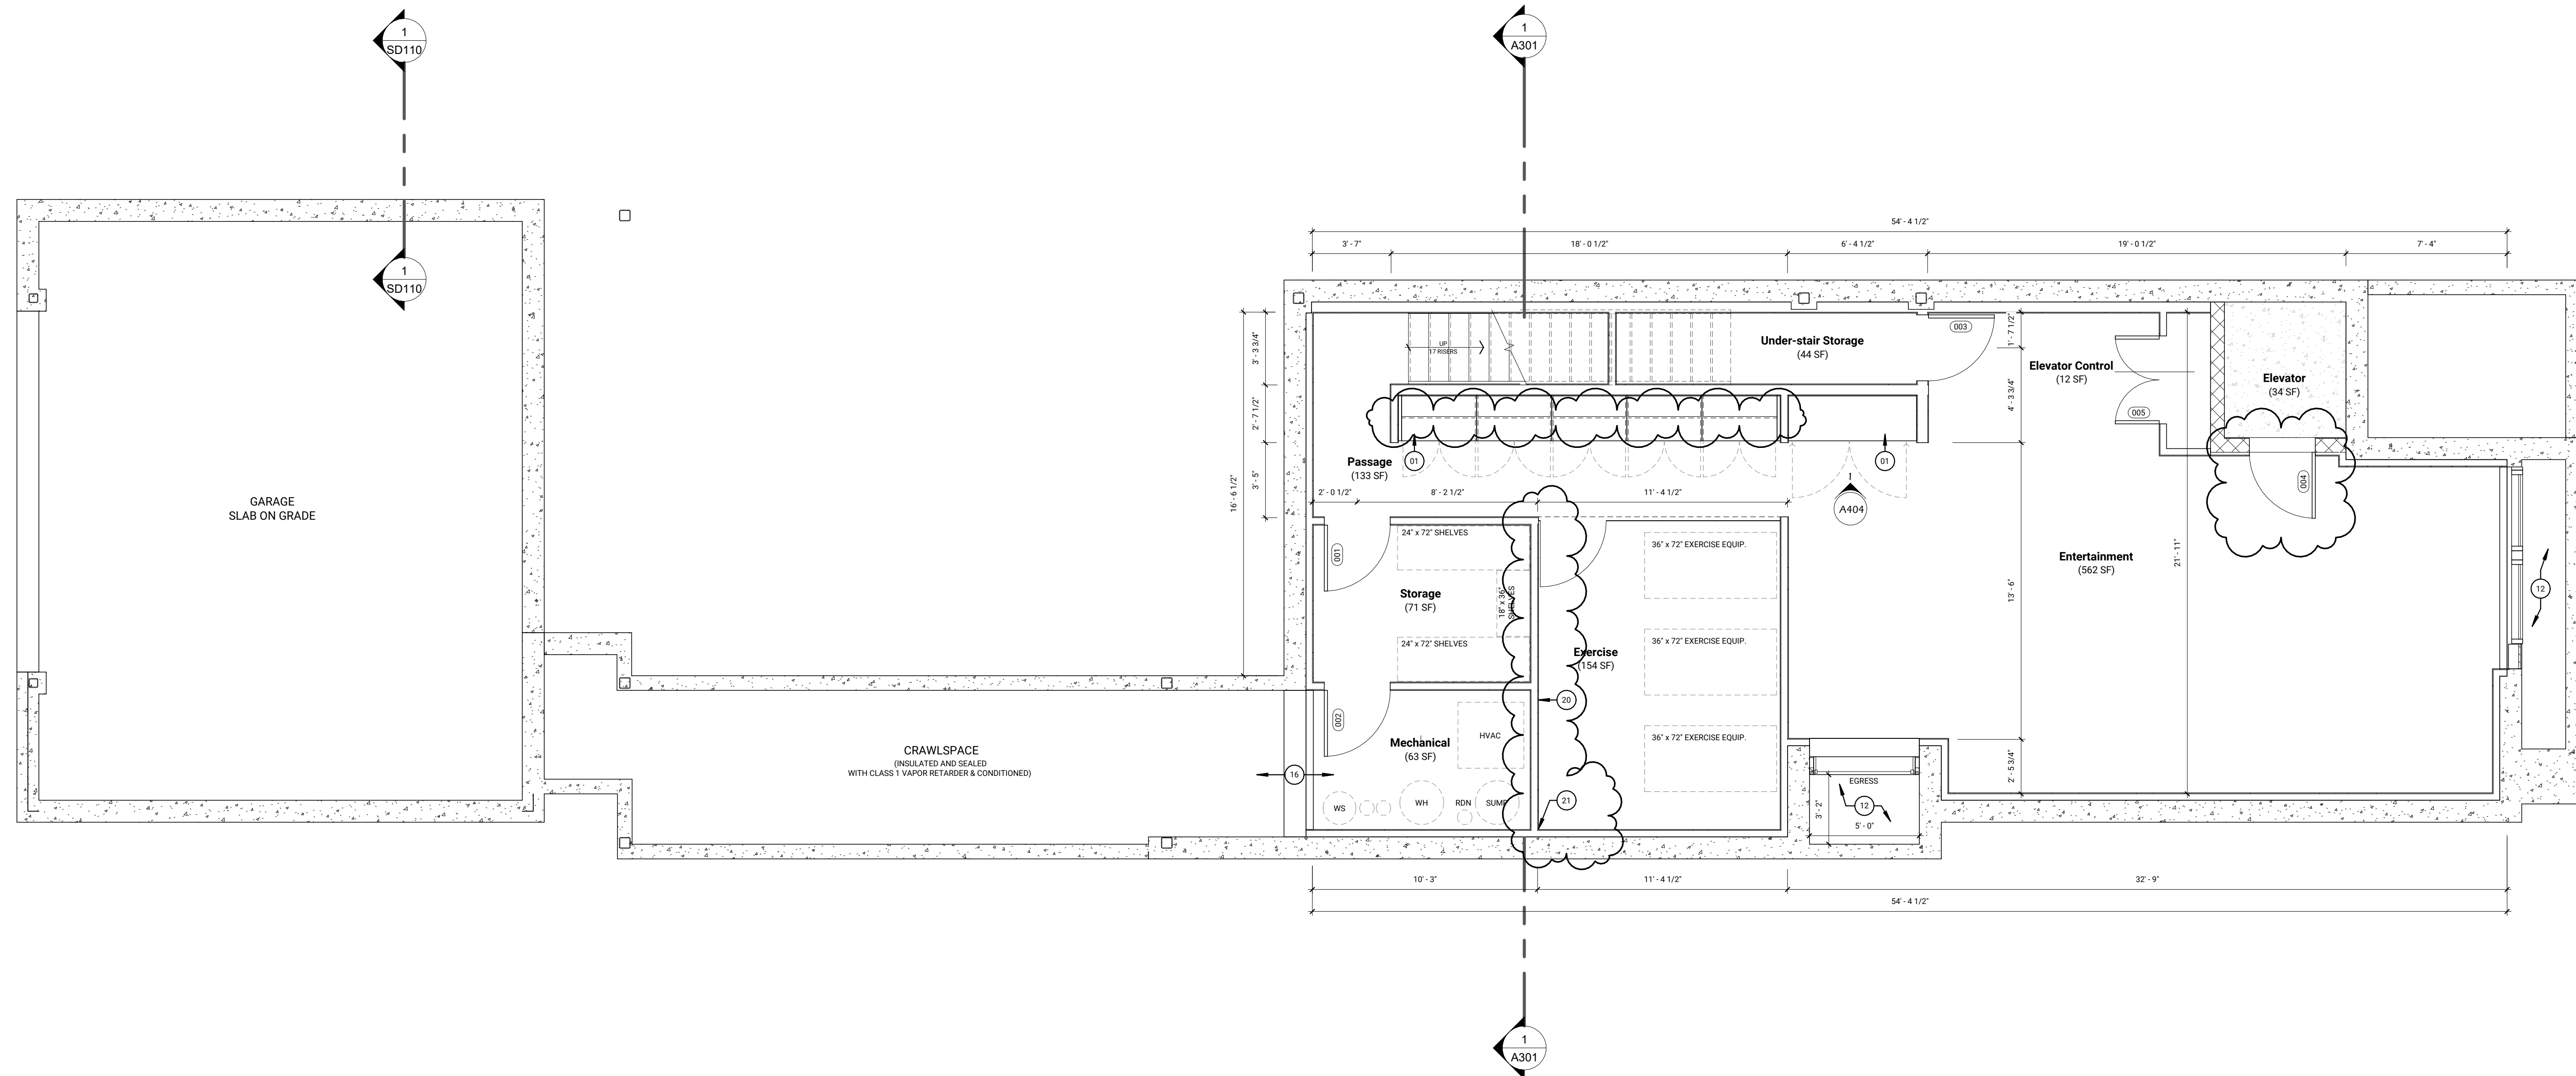 1
SD110
1
A301
1
SD110
54' - 4 1/2"
3' - 7"
18' - 0 1/2"
6' - 4 1/2"
19' - 0 1/2"
7' - 4"
UP
17 RISERS
Under-stair Storage
(44 SF)
003
1' - 7 1/2"
Elevator Control
(12 SF)
Elevator
(34 SF)
3' - 3 3/4"
2' - 7 1/2"
4' - 3 3/4"
005
Passage
(133 SF)
01
01
3' - 5"
16' - 6 1/2"
004
2' - 0 1/2"
8' - 2 1/2"
11' - 4 1/2"
1
A404
GARAGE
SLAB ON GRADE
24" x 72" SHELVES
36" x 72" EXERCISE EQUIP.
001
Entertainment
(562 SF)
21' - 11"
13' - 6"
12
Storage
(71 SF)
18" x 36"
SHELVES
24" x 72" SHELVES
36" x 72" EXERCISE EQUIP.
Exercise
(154 SF)
20
002
HVAC
36" x 72" EXERCISE EQUIP.
Mechanical
(63 SF)
CRAWLSPACE
(INSULATED AND SEALED
WITH CLASS 1 VAPOR RETARDER & CONDITIONED)
16
2' - 5 3/4"
EGRESS
WS
WH
RDN
SUMP
21
3' - 2"
12
5' - 0"
10' - 3"
11' - 4 1/2"
32' - 9"
54' - 4 1/2"
1
A301